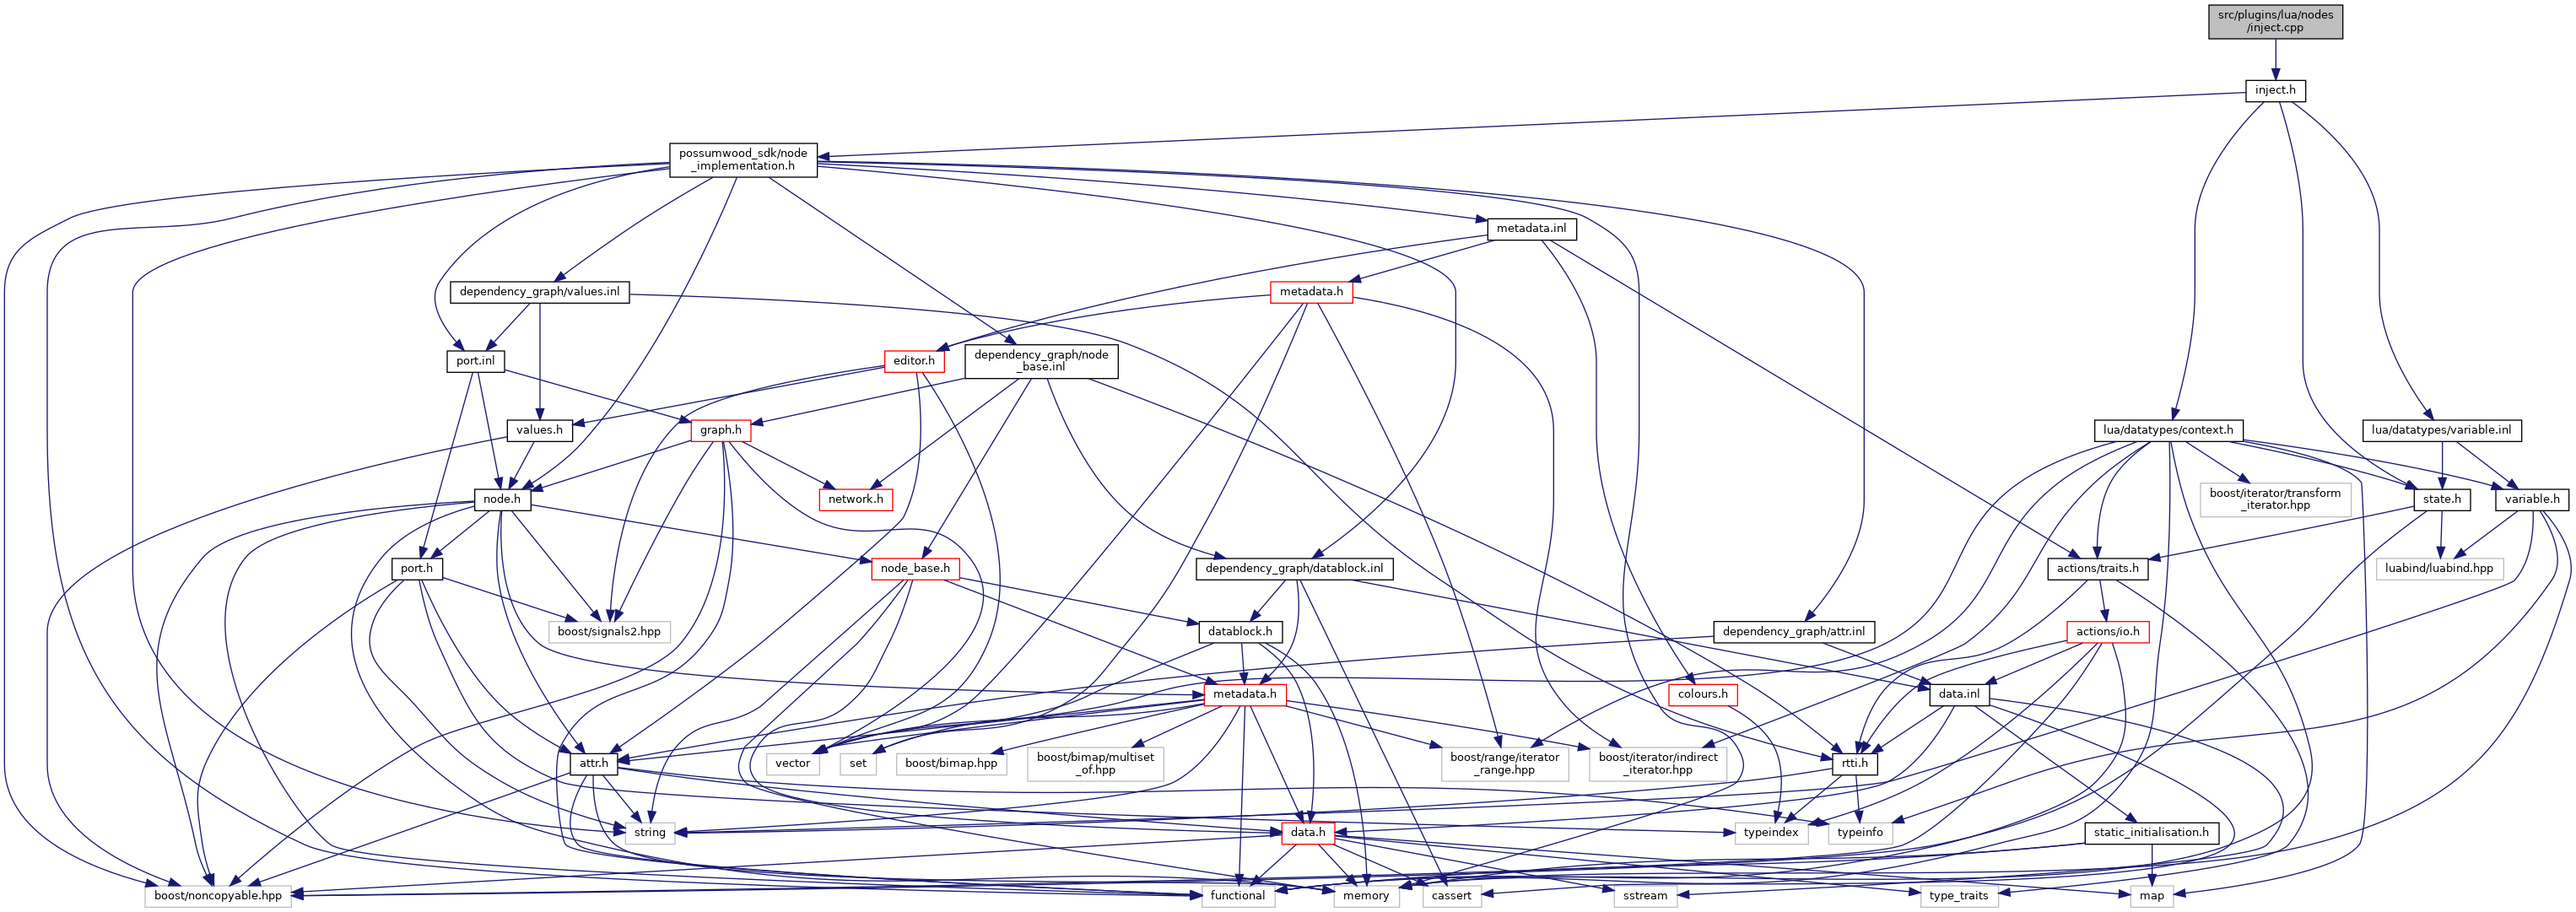 src/plugins/lua/nodes
/inject.cpp
inject.h
possumwood_sdk/node
_implementation.h
metadata.inl
dependency_graph/values.inl
metadata.h
port.inl
editor.h
dependency_graph/node
_base.inl
values.h
graph.h
lua/datatypes/context.h
lua/datatypes/variable.inl
node.h
network.h
boost/iterator/transform
_iterator.hpp
state.h
variable.h
port.h
node_base.h
dependency_graph/datablock.inl
actions/traits.h
luabind/luabind.hpp
boost/signals2.hpp
datablock.h
dependency_graph/attr.inl
actions/io.h
metadata.h
colours.h
data.inl
attr.h
vector
set
boost/bimap.hpp
boost/bimap/multiset
_of.hpp
boost/range/iterator
_range.hpp
boost/iterator/indirect
_iterator.hpp
rtti.h
string
data.h
typeindex
typeinfo
static_initialisation.h
boost/noncopyable.hpp
functional
memory
cassert
sstream
type_traits
map